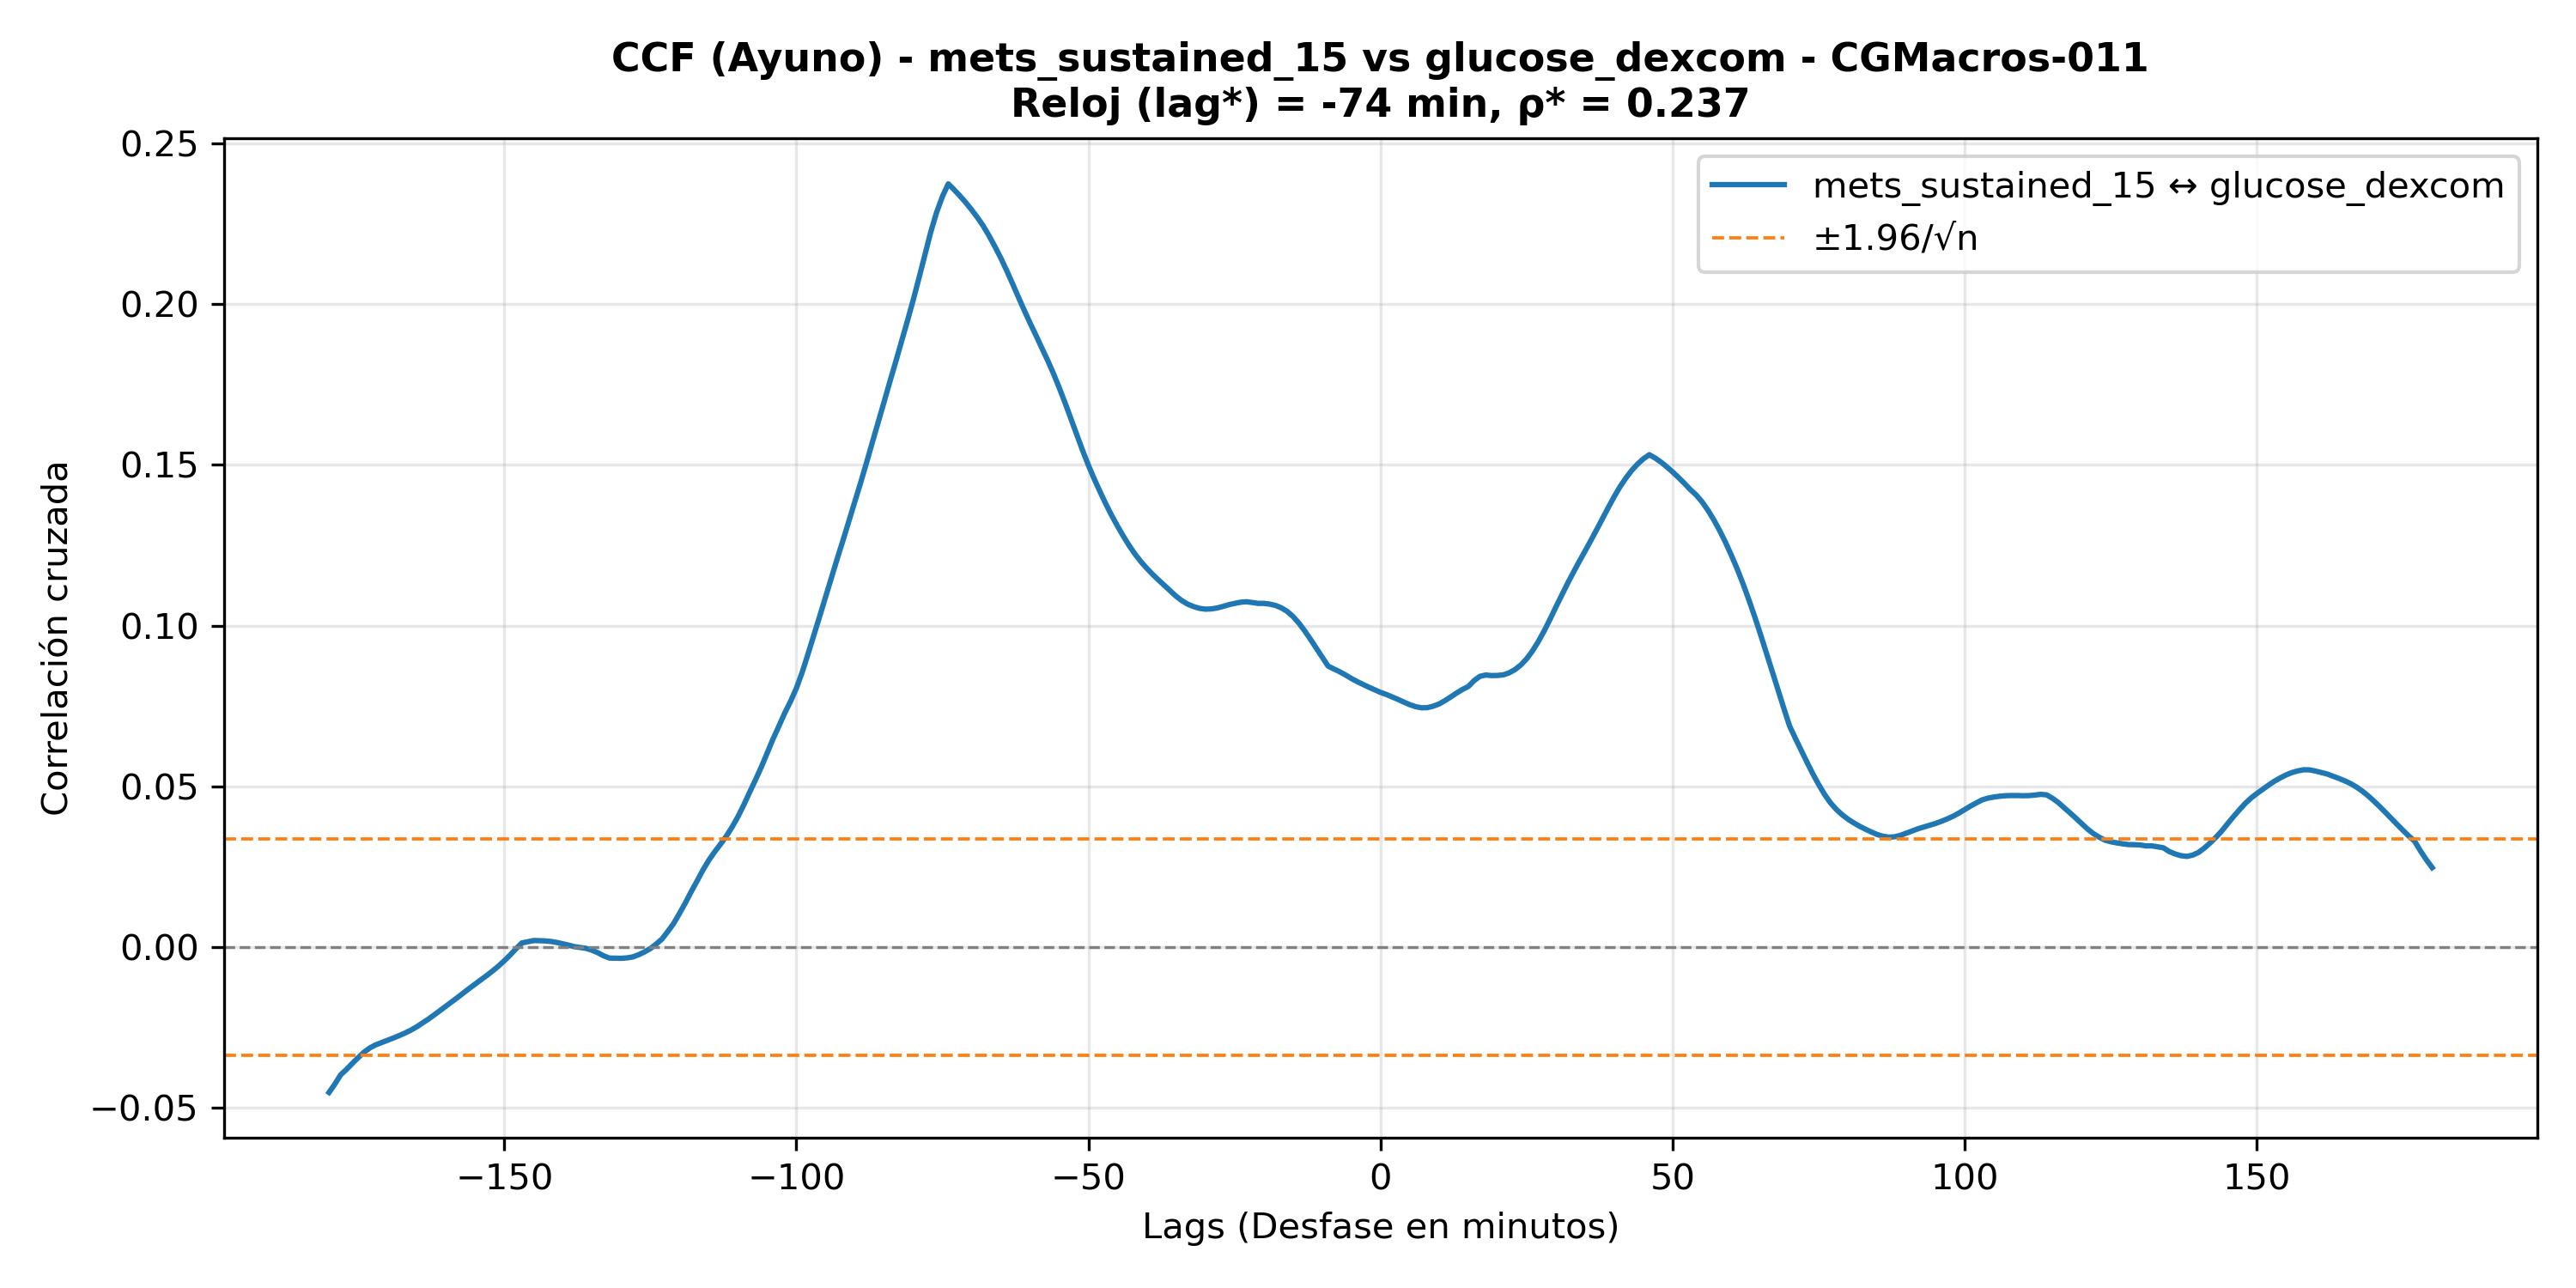 CCF (Ayuno) - mets_sustained_15 vs glucose_dexcom - CGMacros-011
Reloj (lag*) = -74 min, ρ* = 0.237
mets_sustained_15 ↔ glucose_dexcom
±1.96/√n
Correlación cruzada
0.25
0.20
0.15
0.10
0.05
0.00
−0.05
−150
−100
−50
0
50
100
150
Lags (Desfase en minutos)